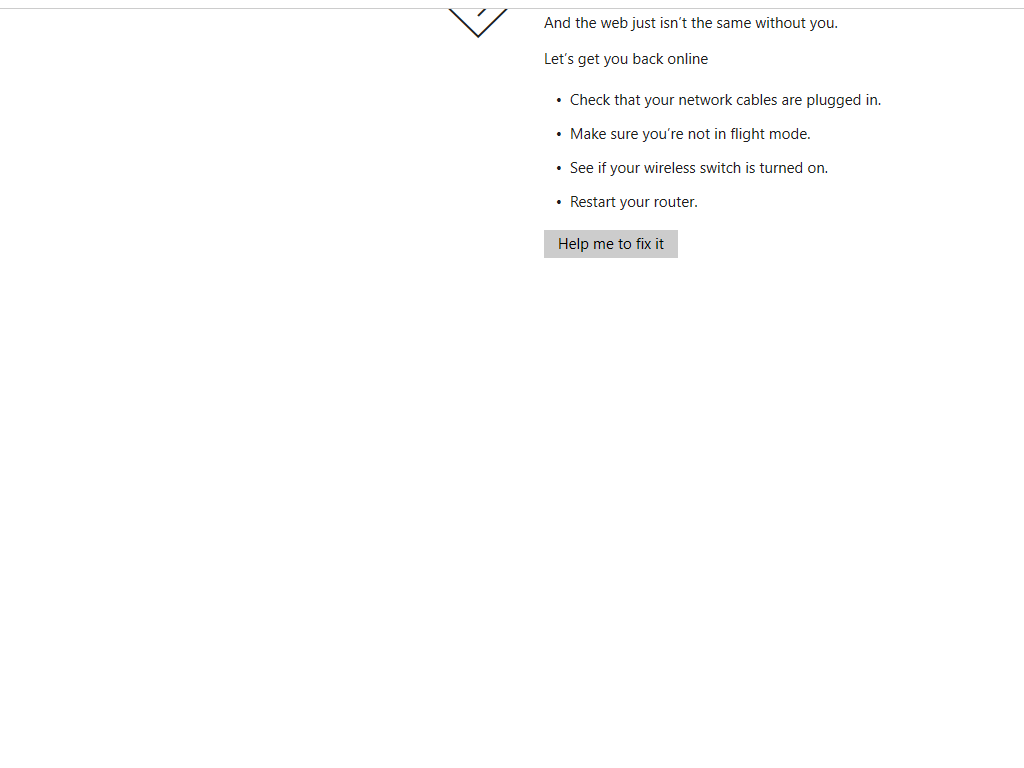 And the web just isn’t the same without you.
Let’s get you back online
• Check that your network cables are plugged in.
• Make sure you’re not in flight mode.
• See if your wireless switch is turned on.
• Restart your router.
Help me to fix it